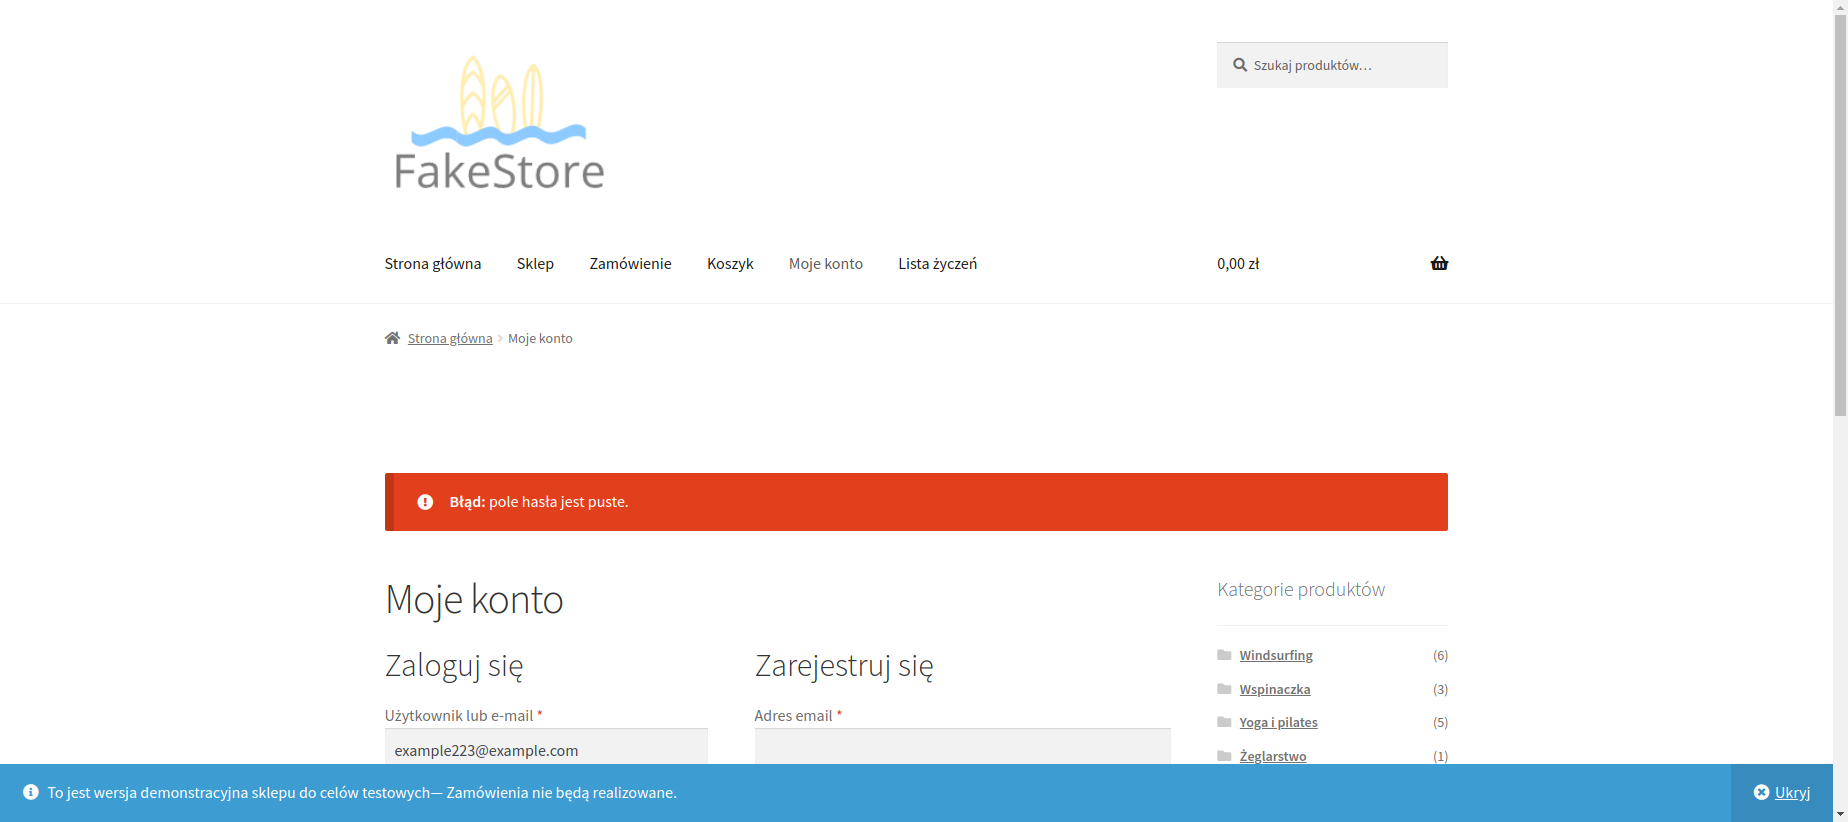 Szukaj produktów…
FakeStore
Strona główna Sklep Zamówienie Koszyk Moje konto Lista życzeń 0,00 zł
Strona główna Moje konto
Błąd: pole hasła jest puste.
Moje konto
Zaloguj się
Użytkownik lub e-mail *
example223@example.com
Zarejestruj się
Adres email *
Kategorie produktów
Windsurfing (6)
Wspinaczka (3)
Yoga i pilates (5)
Żeglarstwo (1)
To jest wersja demonstracyjna sklepu do celów testowych— Zamówienia nie będą realizowane. Ukryj